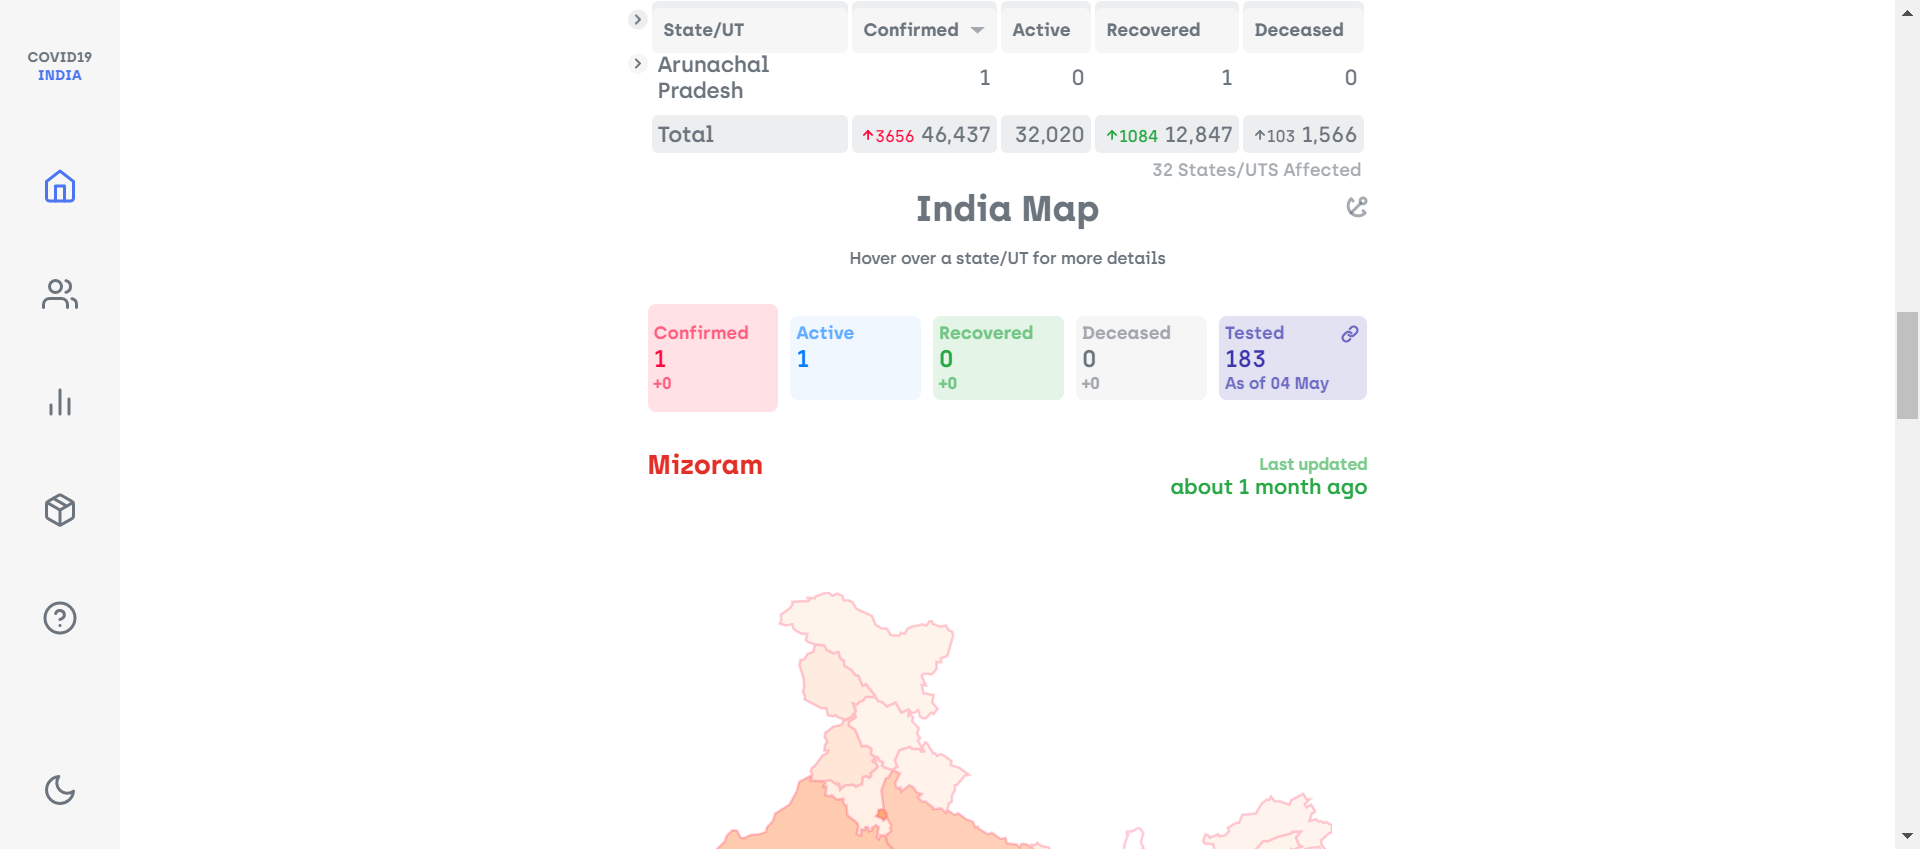 COVID19
INDIA
State/UT Confirmed Active Recovered Deceased
Arunachal
Pradesh
1 0 1 0
Total ↑3656 46,437 32,020 ↑1084 12,847 ↑103 1,566
32 States/UTS Affected
India Map
Hover over a state/UT for more details
Confirmed Active Recovered Deceased Tested
1 1 0 0 183
+0 +0 +0 As of 04 May
Mizoram
Last updated
about 1 month ago